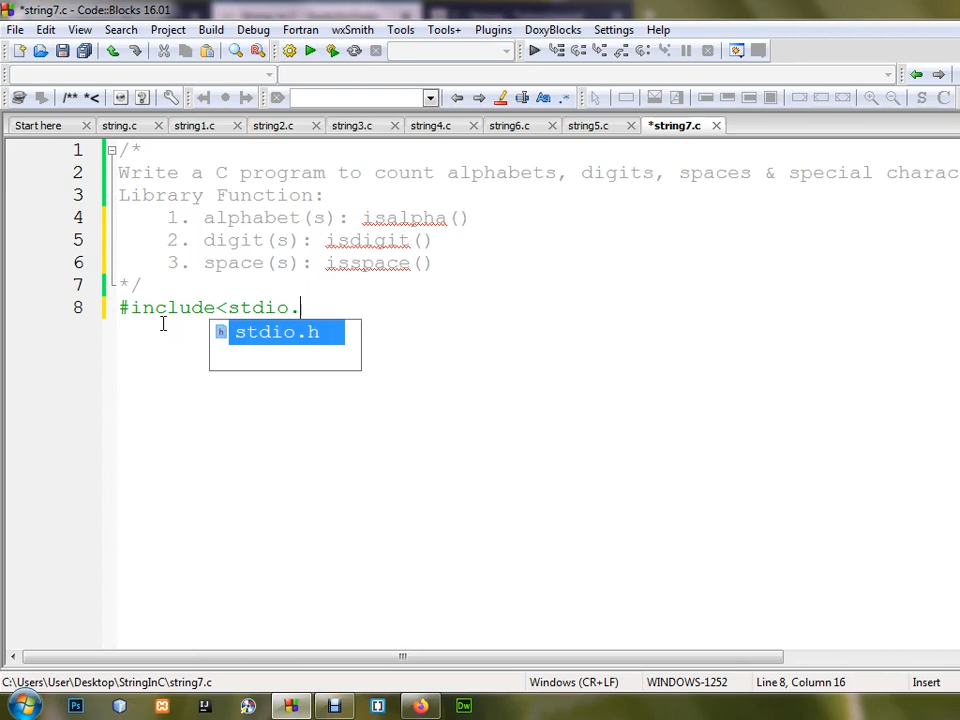 *string7.c - Code::Blocks 16.01
File Edit View Search Project Build Debug Fortran wxSmith Tools Tools+ Plugins DoxyBlocks Settings Help
/** *<
Start here string.c string1.c string2.c string3.c string4.c string6.c string5.c *string7.c
1 /*
2 Write a C program to count alphabets, digits, spaces & special charac
3 Library Function:
4 1. alphabet(s): isalpha()
5 2. digit(s): isdigit()
6 3. space(s): isspace()
7 */
8 #include<stdio.
stdio.h
C:\Users\User\Desktop\StringInC\string7.c Windows (CR+LF) WINDOWS-1252 Line 8, Column 16 Insert